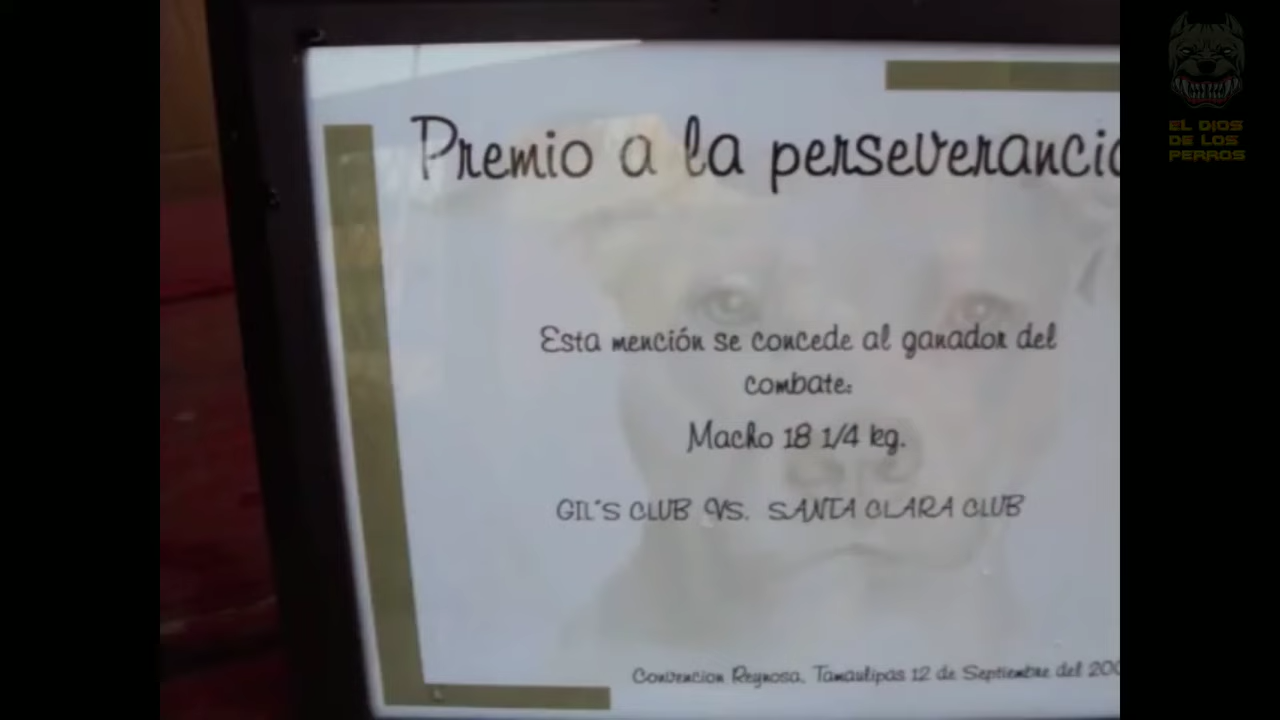 Premio a la perseverancia
Esta mención se concede al ganador del
combate:
Macho 18 1/4 kg.
GIL'S CLUB VS. SANTA CLARA CLUB
Convencion Reynosa, Tamaulipas 12 de Septiembre del 200
EL DIOS
DE LOS
PERROS